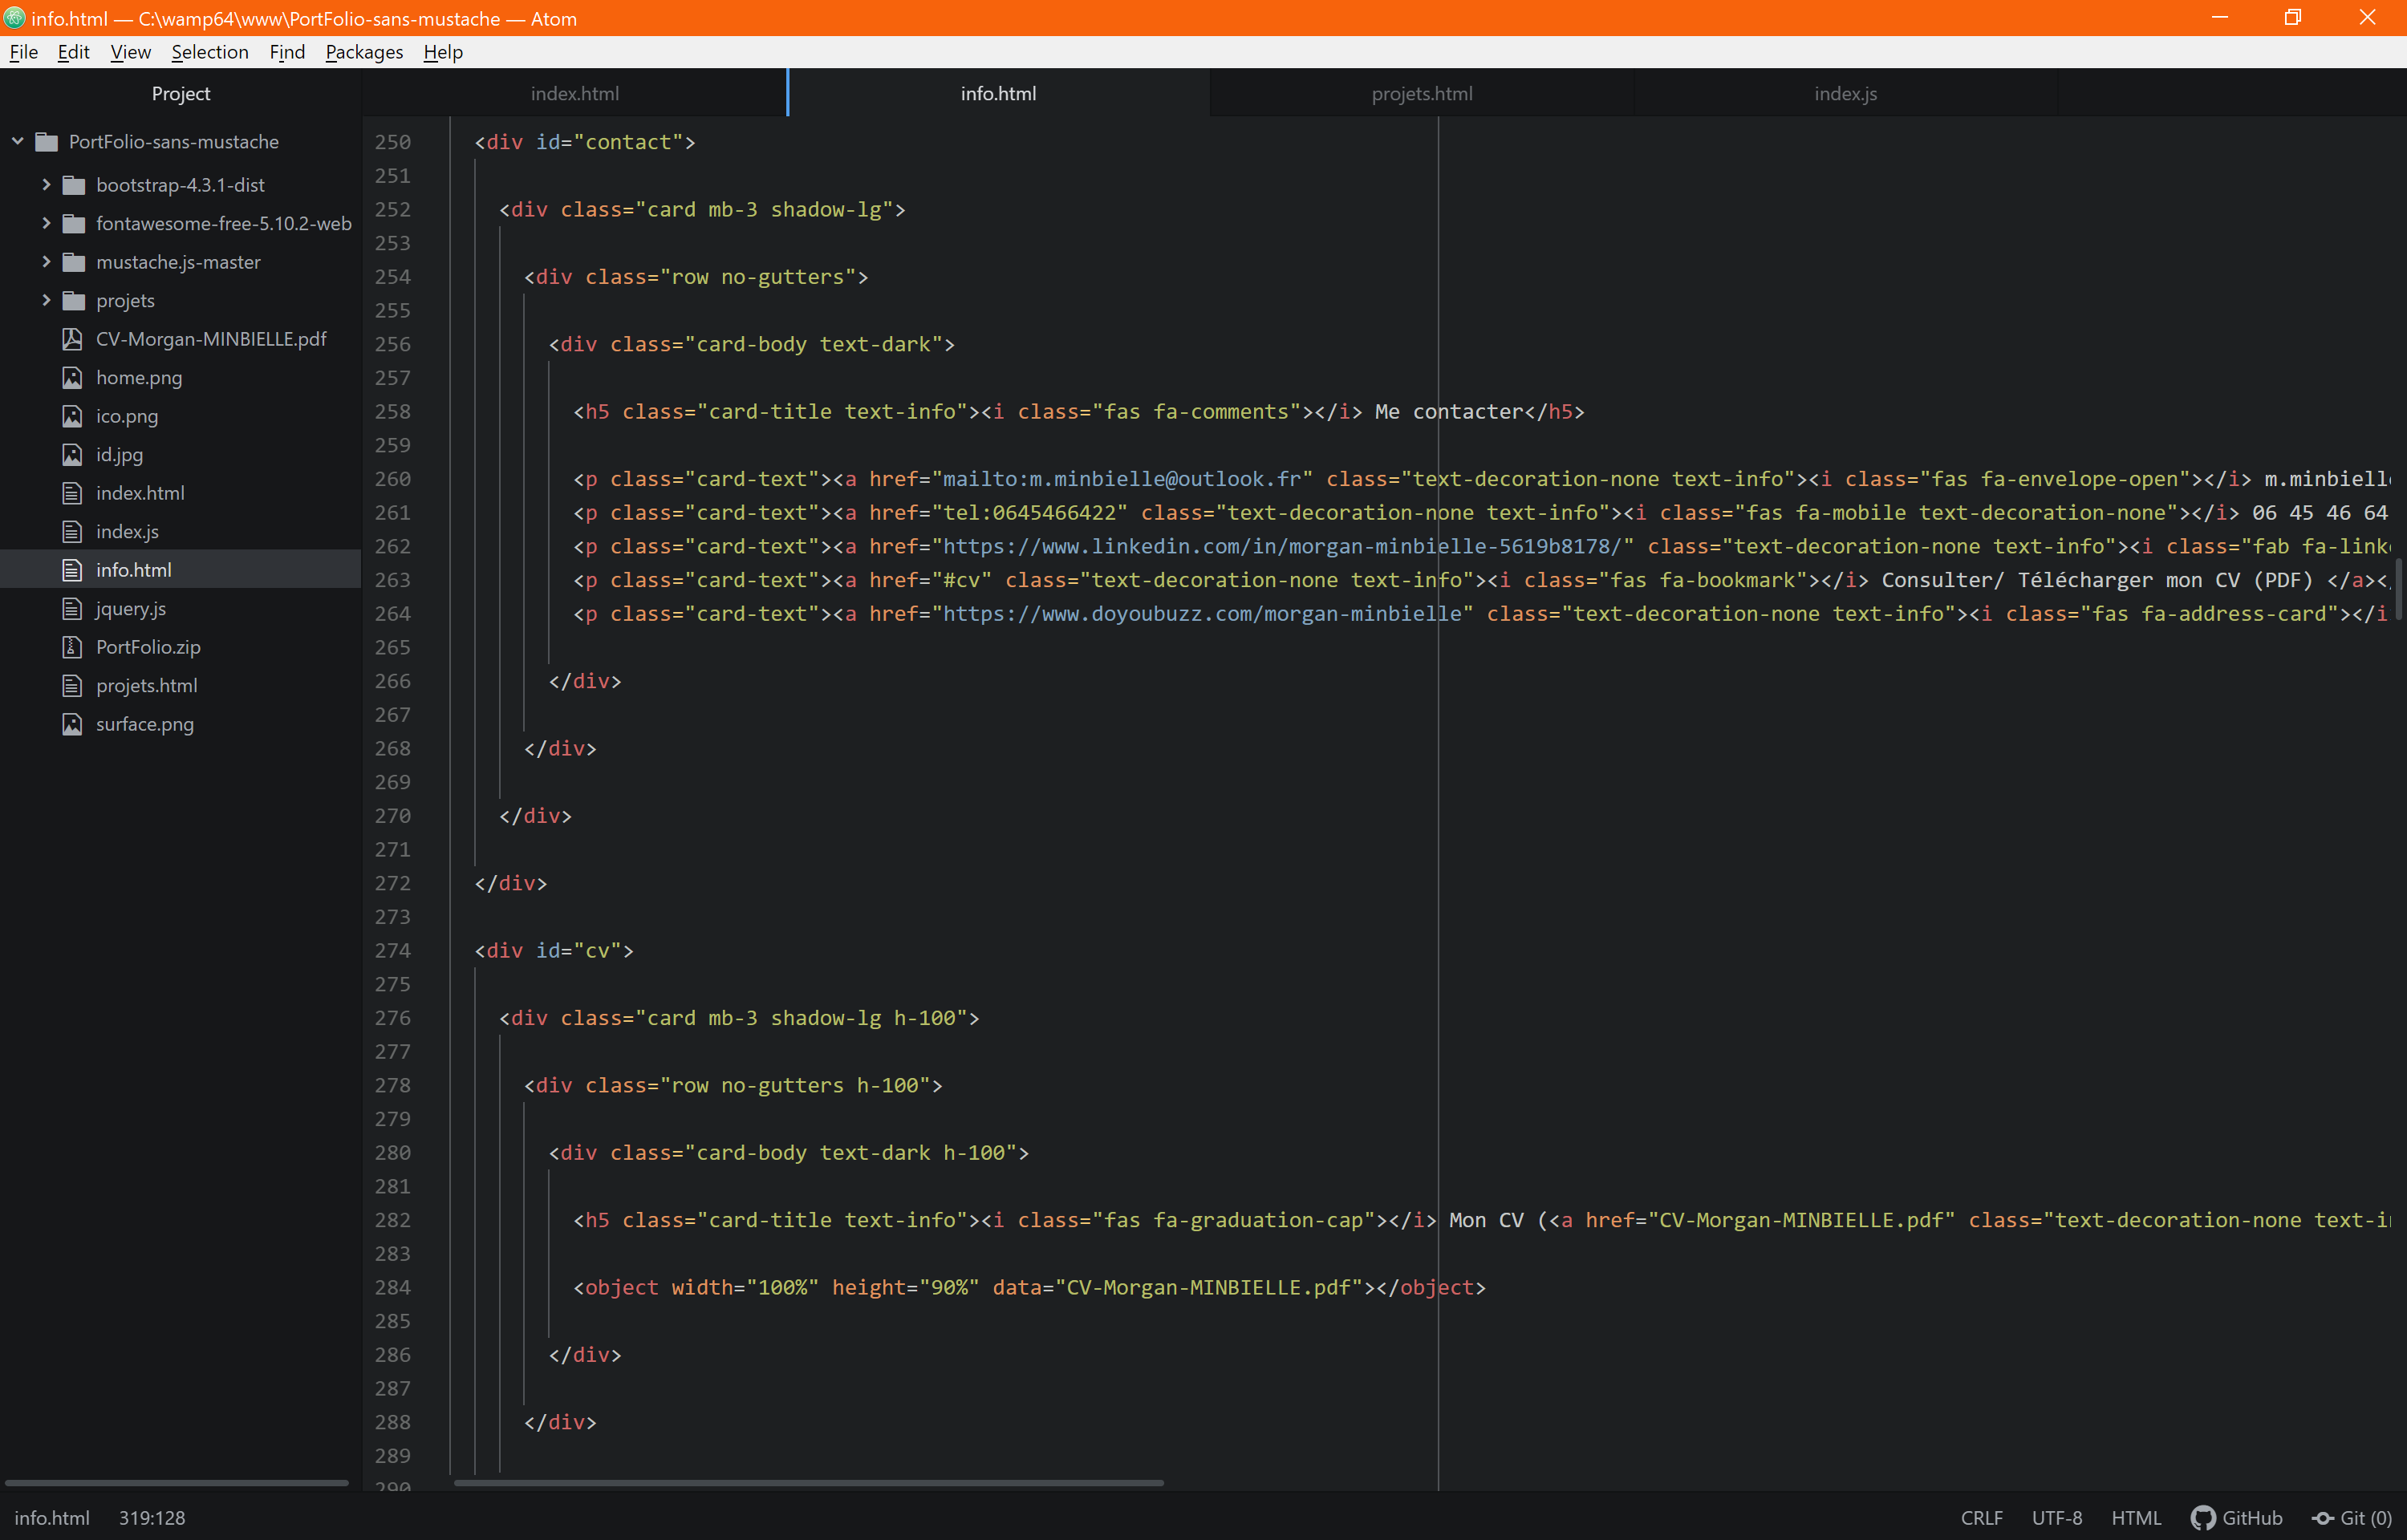 info.html — C:\wamp64\www\PortFolio-sans-mustache — Atom
File Edit View Selection Find Packages Help
Project
PortFolio-sans-mustache
bootstrap-4.3.1-dist
fontawesome-free-5.10.2-web
mustache.js-master
projets
CV-Morgan-MINBIELLE.pdf
home.png
ico.png
id.jpg
index.html
index.js
info.html
jquery.js
PortFolio.zip
projets.html
surface.png
index.html info.html projets.html index.js
250 <div id="contact">
251
252 <div class="card mb-3 shadow-lg">
253
254 <div class="row no-gutters">
255
256 <div class="card-body text-dark">
257
258 <h5 class="card-title text-info"><i class="fas fa-comments"></i> Me contacter</h5>
259
260 <p class="card-text"><a href="mailto:m.minbielle@outlook.fr" class="text-decoration-none text-info"><i class="fas fa-envelope-open"></i> m.minbielle
261 <p class="card-text"><a href="tel:0645466422" class="text-decoration-none text-info"><i class="fas fa-mobile text-decoration-none"></i> 06 45 46 64
262 <p class="card-text"><a href="https://www.linkedin.com/in/morgan-minbielle-5619b8178/" class="text-decoration-none text-info"><i class="fab fa-link
263 <p class="card-text"><a href="#cv" class="text-decoration-none text-info"><i class="fas fa-bookmark"></i> Consulter/ Télécharger mon CV (PDF) </a><
264 <p class="card-text"><a href="https://www.doyoubuzz.com/morgan-minbielle" class="text-decoration-none text-info"><i class="fas fa-address-card"></i
265
266 </div>
267
268 </div>
269
270 </div>
271
272 </div>
273
274 <div id="cv">
275
276 <div class="card mb-3 shadow-lg h-100">
277
278 <div class="row no-gutters h-100">
279
280 <div class="card-body text-dark h-100">
281
282 <h5 class="card-title text-info"><i class="fas fa-graduation-cap"></i> Mon CV (<a href="CV-Morgan-MINBIELLE.pdf" class="text-decoration-none text-i
283
284 <object width="100%" height="90%" data="CV-Morgan-MINBIELLE.pdf"></object>
285
286 </div>
287
288 </div>
289
290
info.html 319:128 CRLF UTF-8 HTML GitHub Git (0)